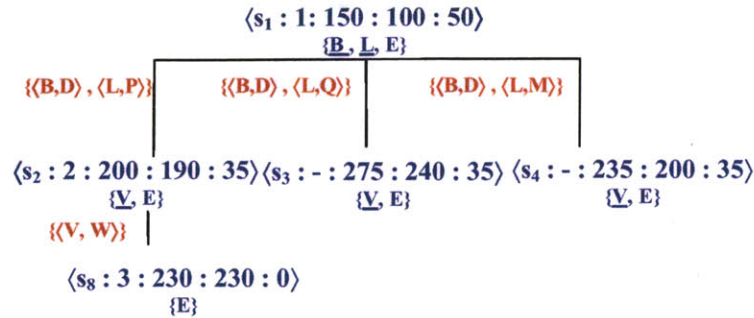 ⟨s₁ : 1: 150 : 100 : 50⟩
{B, L, E}
{⟨B,D⟩ , ⟨L,P⟩} {⟨B,D⟩ , ⟨L,Q⟩} {⟨B,D⟩ , ⟨L,M⟩}
⟨s₂ : 2 : 200 : 190 : 35⟩ ⟨s₃ : - : 275 : 240 : 35⟩ ⟨s₄ : - : 235 : 200 : 35⟩
{V, E} {V, E} {V, E}
{⟨V, W⟩}
⟨s₈ : 3 : 230 : 230 : 0⟩
{E}